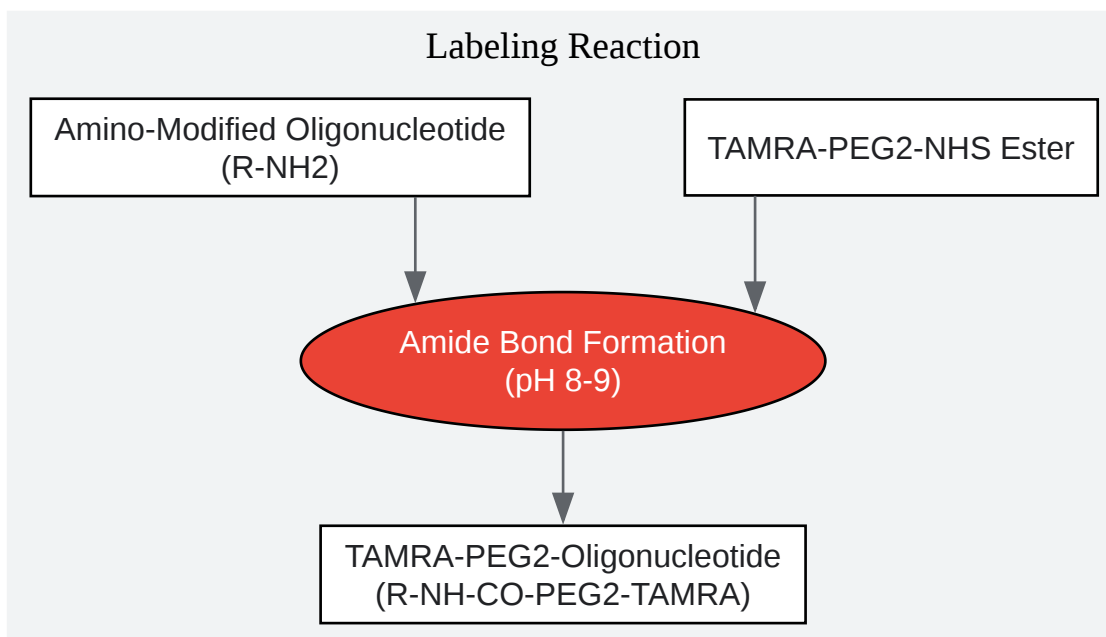 Labeling Reaction
Amino-Modified Oligonucleotide
(R-NH2)
TAMRA-PEG2-NHS Ester
Amide Bond Formation
(pH 8-9)
TAMRA-PEG2-Oligonucleotide
(R-NH-CO-PEG2-TAMRA)